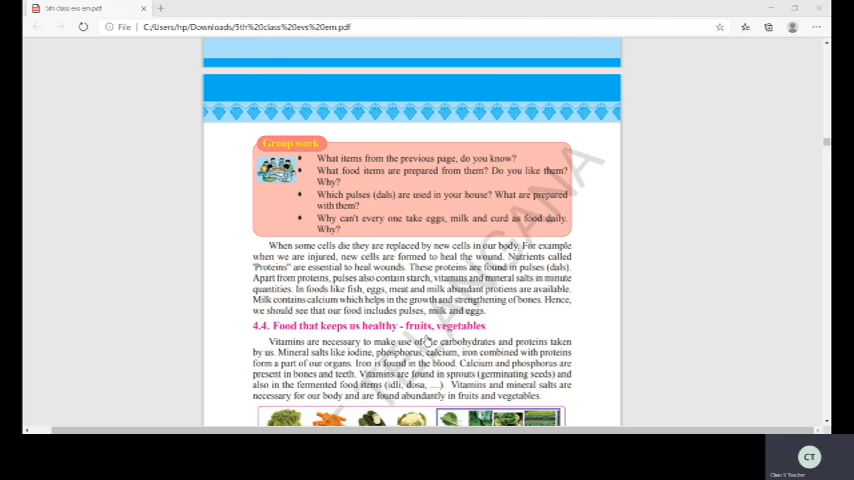 5th class evs em.pdf
File
C:/Users/hp/Downloads/5th%20class%20evs%20em.pdf
Group work
What items from the previous page, do you know?
What food items are prepared from them? Do you like them?
Why?
Which pulses (dals) are used in your house? What are prepared
with them?
Why can't every one take eggs, milk and curd as food daily.
Why?
When some cells die they are replaced by new cells in our body. For example
when we are injured, new cells are formed to heal the wound. Nutrients called
'Proteins' are essential to heal wounds. These proteins are found in pulses (dals).
Apart from proteins, pulses also contain starch, vitamins and mineral salts in minute
quantities. In foods like fish, eggs, meat and milk abundant protiens are available.
Milk contains calcium which helps in the growth and strengthening of bones. Hence,
we should see that our food includes pulses, milk and eggs.
4.4. Food that keeps us healthy - fruits, vegetables
Vitamins are necessary to make use of carbohydrates and proteins taken
by us. Mineral salts like iodine, phosphorus, calcium, iron combined with proteins
form a part of our organs. Iron is found in the blood. Calcium and phosphorus are
present in bones and teeth. Vitamins are found in sprouts (germinating seeds) and
also in the fermented food items (idli, dosa, ....). Vitamins and mineral salts are
necessary for our body and are found abundantly in fruits and vegetables.
TELANGANA
CT
Class V Teacher